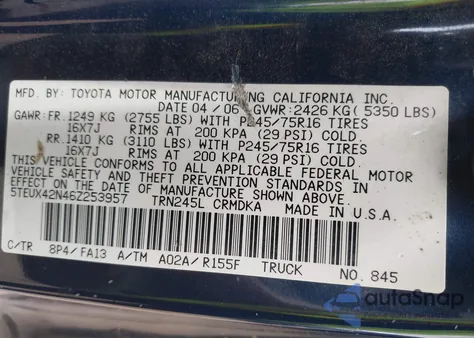 MFD. BY: TOYOTA MOTOR MANUFACTURING CALIFORNIA INC.
DATE 04 / 06 GVWR: 2426 KG ( 5350 LBS)
GAWR: FR. 1249 KG (2755 LBS) WITH P245/75R16 TIRES
16X7J RIMS AT 200 KPA (29 PSI) COLD.
RR. 1410 KG (3110 LBS) WITH P245/75R16 TIRES
16X7J RIMS AT 200 KPA (29 PSI) COLD.
THIS VEHICLE CONFORMS TO ALL APPLICABLE FEDERAL MOTOR
VEHICLE SAFETY AND THEFT PREVENTION STANDARDS IN
EFFECT ON THE DATE OF MANUFACTURE SHOWN ABOVE.
5TEUX42N46Z253957 TRN245L CRMDKA MADE IN U.S.A.
C/TR 8P4/ FA13 A/TM A02A/ R155F TRUCK NO. 845
autoSnap